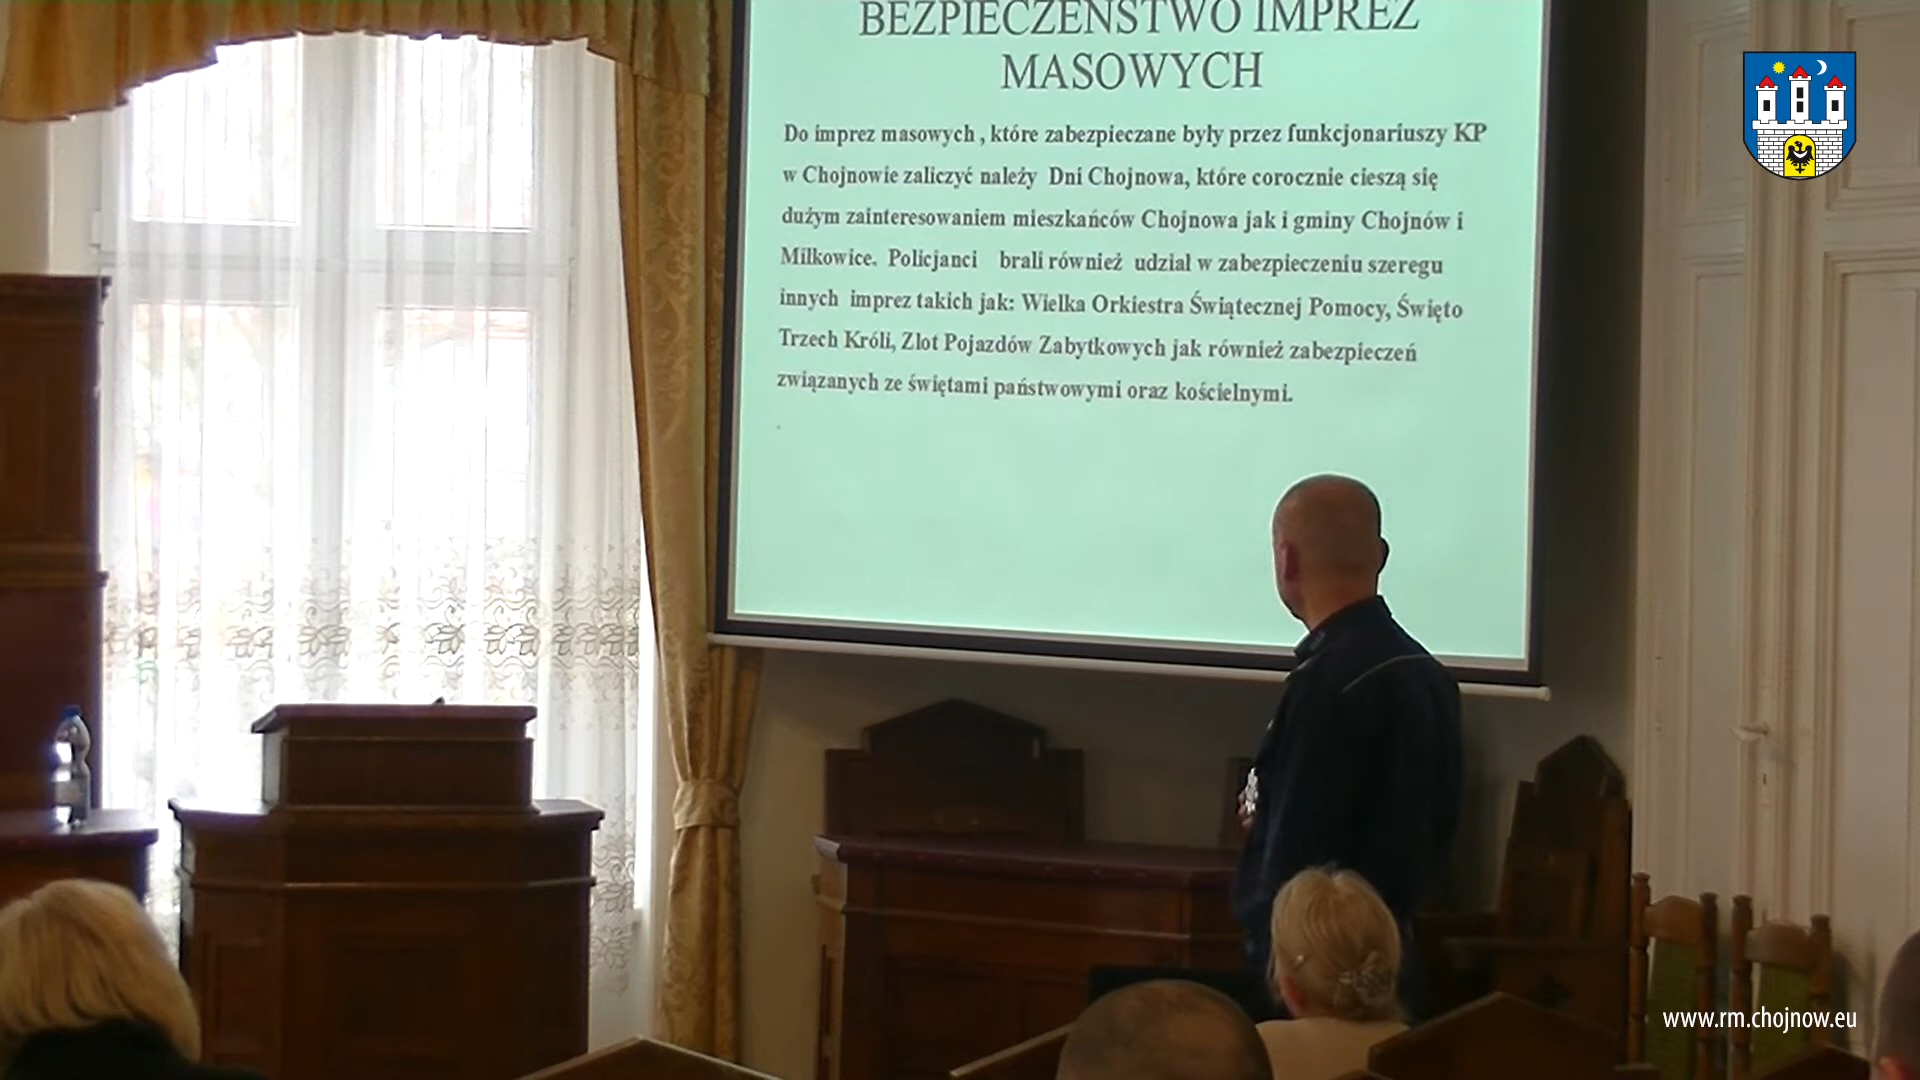 BEZPIECZEŃSTWO IMPREZ
MASOWYCH
Do imprez masowych , które zabezpieczane były przez funkcjonariuszy KP
w Chojnowie zaliczyć należy Dni Chojnowa, które corocznie cieszą się
dużym zainteresowaniem mieszkańców Chojnowa jak i gminy Chojnów i
Miłkowice. Policjanci brali również udział w zabezpieczeniu szeregu
innych imprez takich jak: Wielka Orkiestra Świątecznej Pomocy, Święto
Trzech Króli, Zlot Pojazdów Zabytkowych jak również zabezpieczeń
związanych ze świętami państwowymi oraz kościelnymi.
.
www.rm.chojnow.eu